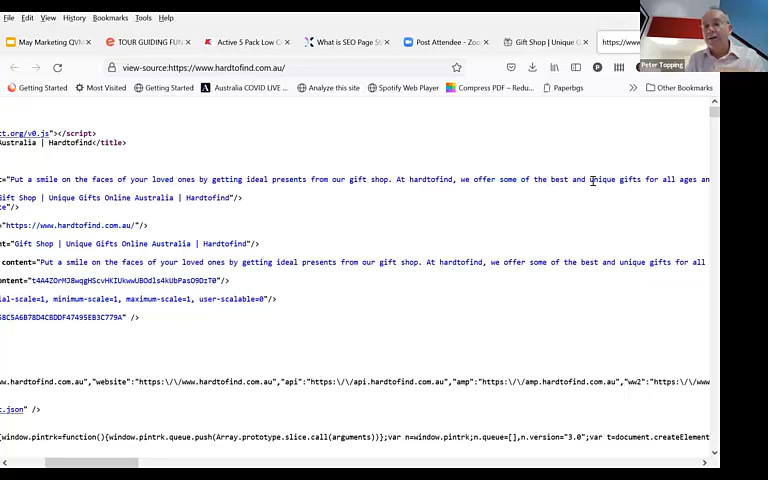 File Edit View History Bookmarks Tools Help
May Marketing QVM
TOUR GUIDING FUN
Active 5 Pack Low C
What is SEO Page S
Post Attendee - Zoom
Gift Shop | Unique G
https://www
view-source:https://www.hardtofind.com.au/
Getting Started Most Visited Getting Started Australia COVID LIVE ... Analyze this site Spotify Web Player Compress PDF – Redu... Paperbgs Other Bookmarks
Peter Topping
ct.org/v0.js"></script>
Australia | Hardtofind</title>
t="Put a smile on the faces of your loved ones by getting ideal presents from our gift shop. At hardtofind, we offer some of the best and unique gifts for all ages an
Gift Shop | Unique Gifts Online Australia | Hardtofind"/>
te"/>
="https://www.hardtofind.com.au/"/>
nt="Gift Shop | Unique Gifts Online Australia | Hardtofind"/>
content="Put a smile on the faces of your loved ones by getting ideal presents from our gift shop. At hardtofind, we offer some of the best and unique gifts for all
ial-scale=1, minimum-scale=1, maximum-scale=1, user-scalable=0"/>
ww.hardtofind.com.au","website":"https:\/\/www.hardtofind.com.au","api":"https:\/\/api.hardtofind.com.au","amp":"https:\/\/amp.hardtofind.com.au","ww2":"https:\/\/www
t.json" />
{window.pintrk=function(){window.pintrk.queue.push(Array.prototype.slice.call(arguments))};var n=window.pintrk;n.queue=[],n.version="3.0";var t=document.createElement